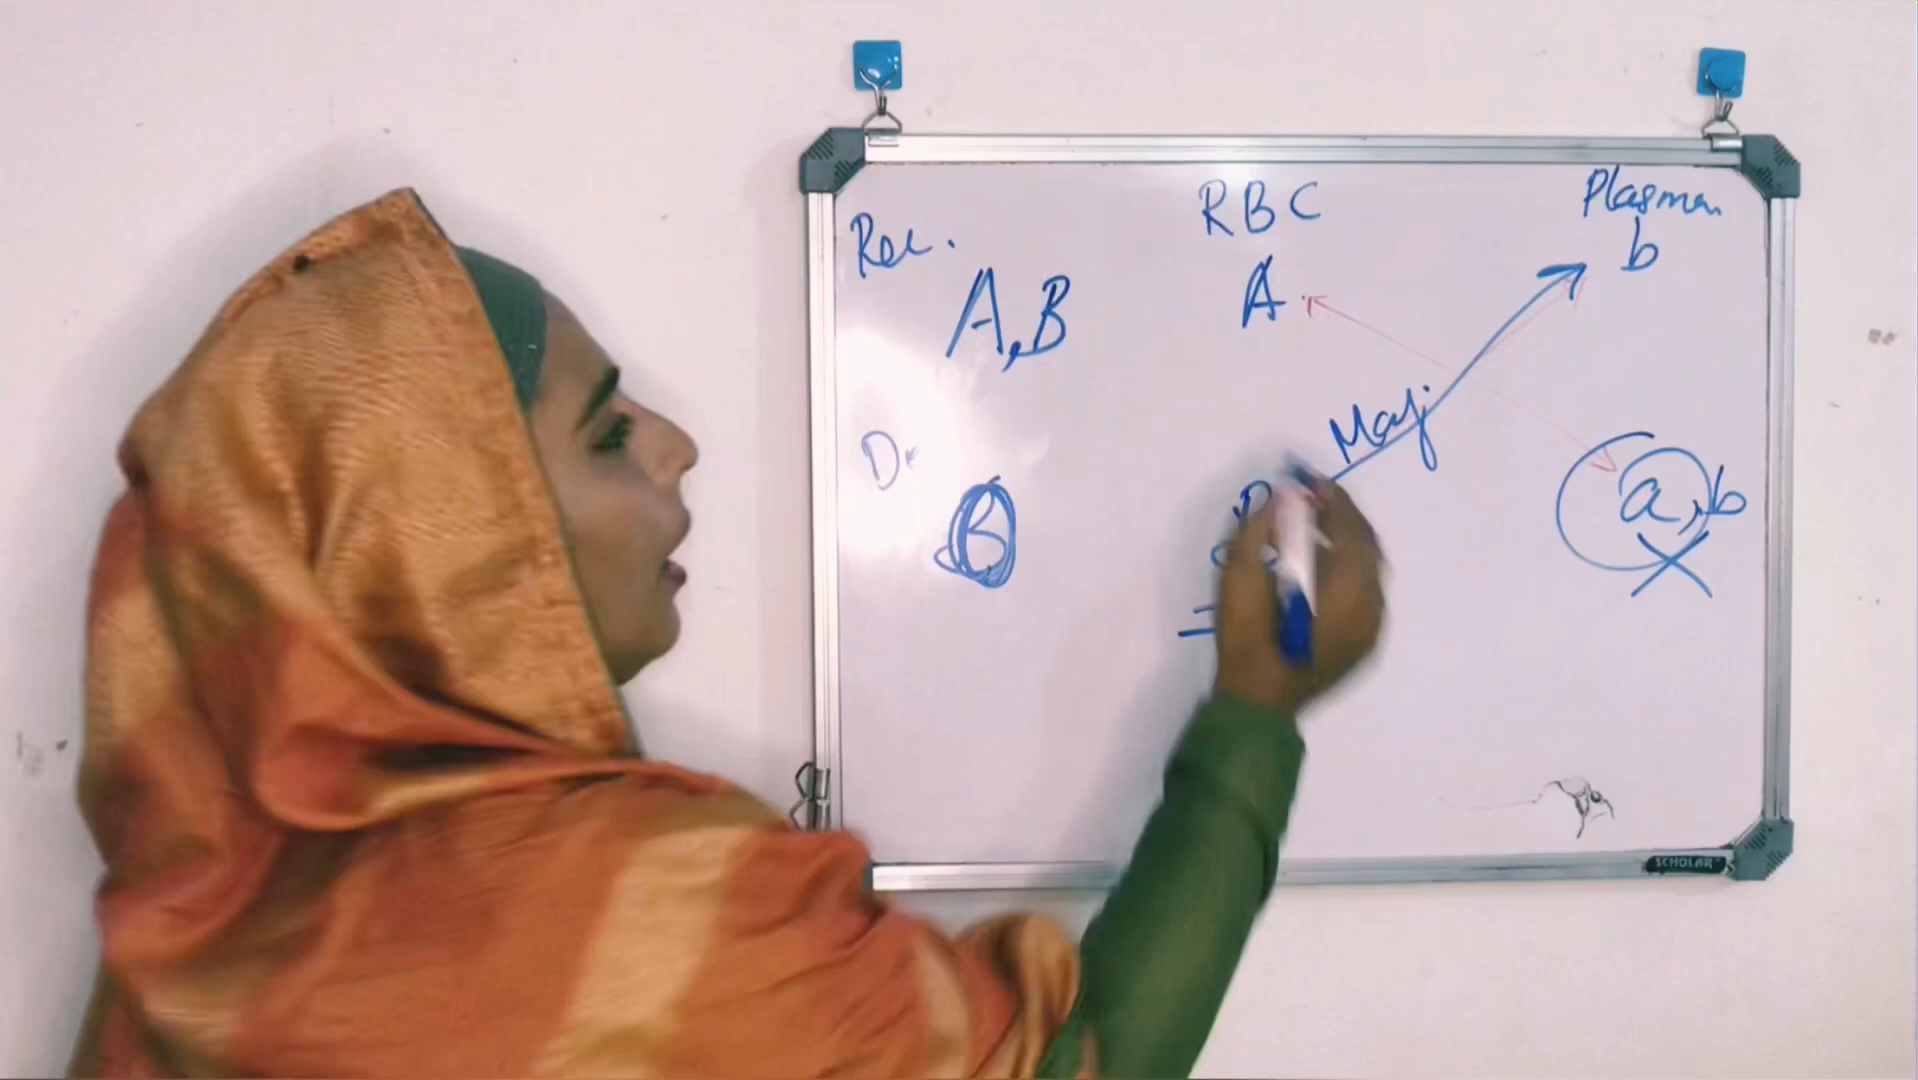 RBC
Plasma
Rec.
b
A, B
A
Maj
B
a, b
SCHOLAR